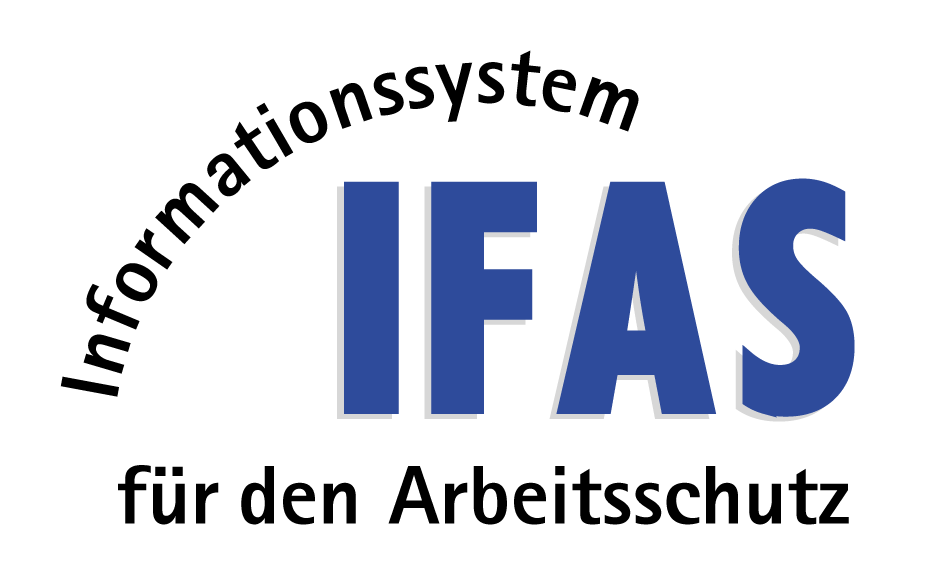 Informationssystem
IFAS
für den Arbeitsschutz